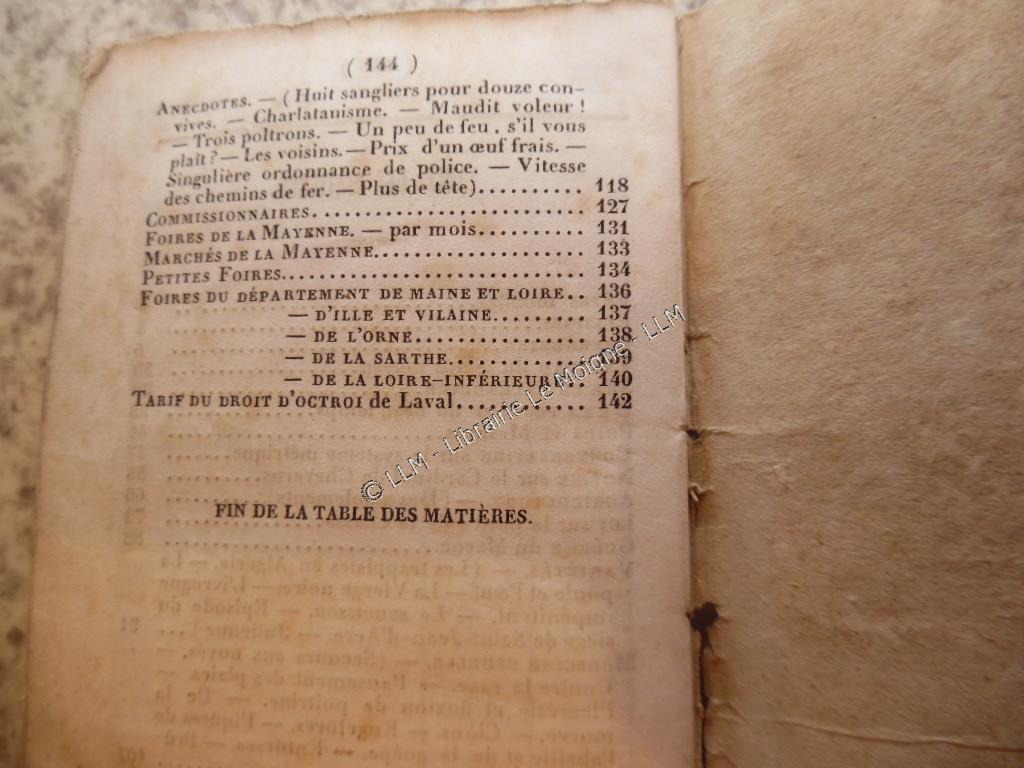 ( 144 )
ANECDOTES. — ( Huit sangliers pour douze con-
vives. — Charlatanisme. — Maudit voleur !
— Trois poltrons. — Un peu de feu, s'il vous
plait ? — Les voisins. — Prix d'un œuf frais. —
Singulière ordonnance de police. — Vitesse
des chemins de fer. — Plus de tête).......... 118
COMMISSIONNAIRES.......................... 127
FOIRES DE LA MAYENNE. — par mois.......... 131
MARCHÉS DE LA MAYENNE.................... 133
PETITES FOIRES............................ 134
FOIRES DU DÉPARTEMENT DE MAINE ET LOIRE.. 136
— D'ILLE ET VILAINE......... 137
— DE L'ORNE................ 138
— DE LA SARTHE............. 139
— DE LA LOIRE-INFÉRIEURE... 140
TARIF DU DROIT D'OCTROI de Laval............ 142
FIN DE LA TABLE DES MATIÈRES.
© LLM - Librairie Le Moigne - LLM